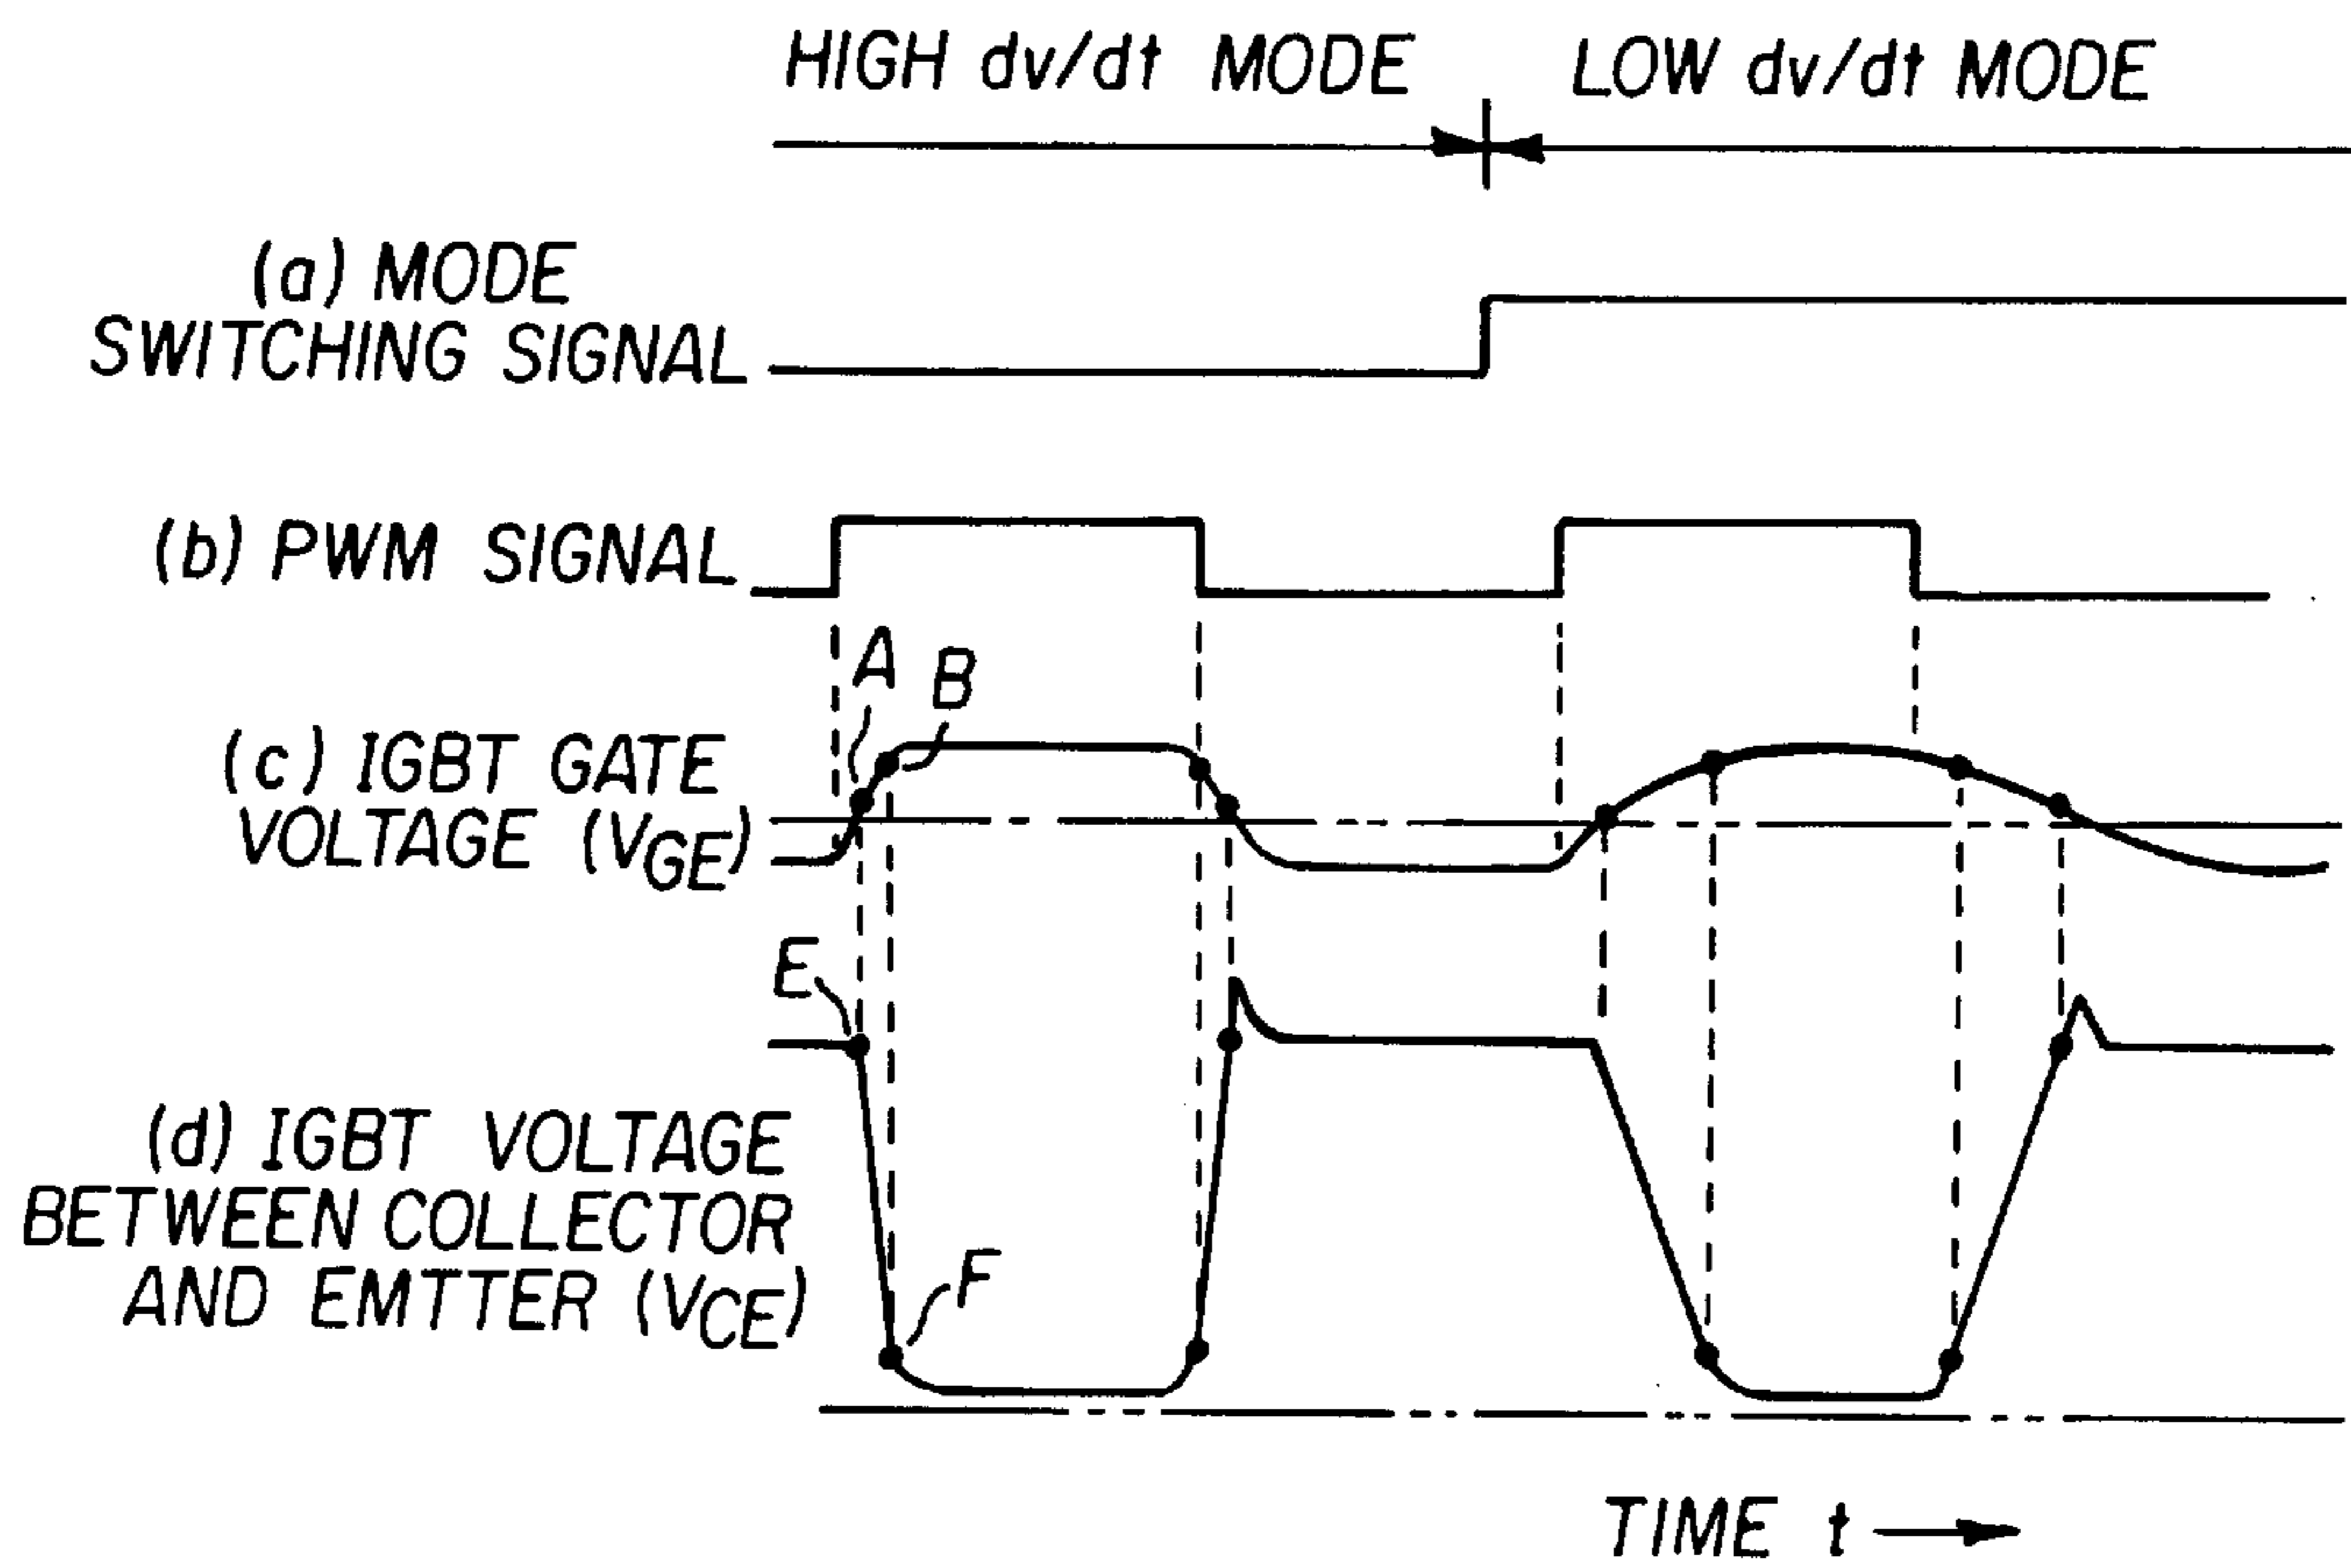 HIGH dv/dt MODE
LOW dv/dt MODE
(a) MODE
SWITCHING SIGNAL
(b) PWM SIGNAL
A
B
(c) IGBT GATE
VOLTAGE (VGE)
E
(d) IGBT VOLTAGE
BETWEEN COLLECTOR
AND EMTTER (VCE)
F
TIME t